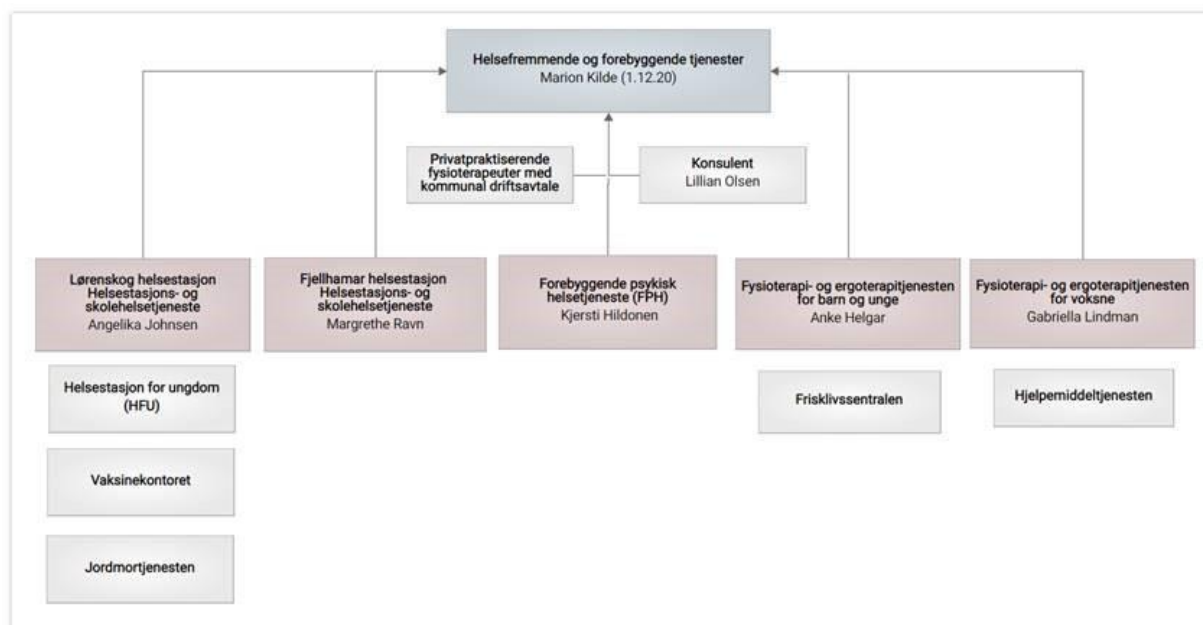 Helsefremmende og forebyggende tjenester
Marion Kilde (1.12.20)
Privatpraktiserende
fysioterapeuter med
kommunal driftsavtale
Konsulent
Lillian Olsen
Lørenskog helsestasjon
Helsestasjons- og
skolehelsetjeneste
Angelika Johnsen
Fjellhamar helsestasjon
Helsestasjons- og
skolehelsetjeneste
Margrethe Ravn
Forebyggende psykisk
helsetjeneste (FPH)
Kjersti Hildonen
Fysioterapi- og ergoterapitjenesten
for barn og unge
Anke Helgar
Fysioterapi- og ergoterapitjenesten
for voksne
Gabriella Lindman
Helsestasjon for ungdom
(HFU)
Vaksinekontoret
Jordmortjenesten
Frisklivssentralen
Hjelpemiddeltjenesten